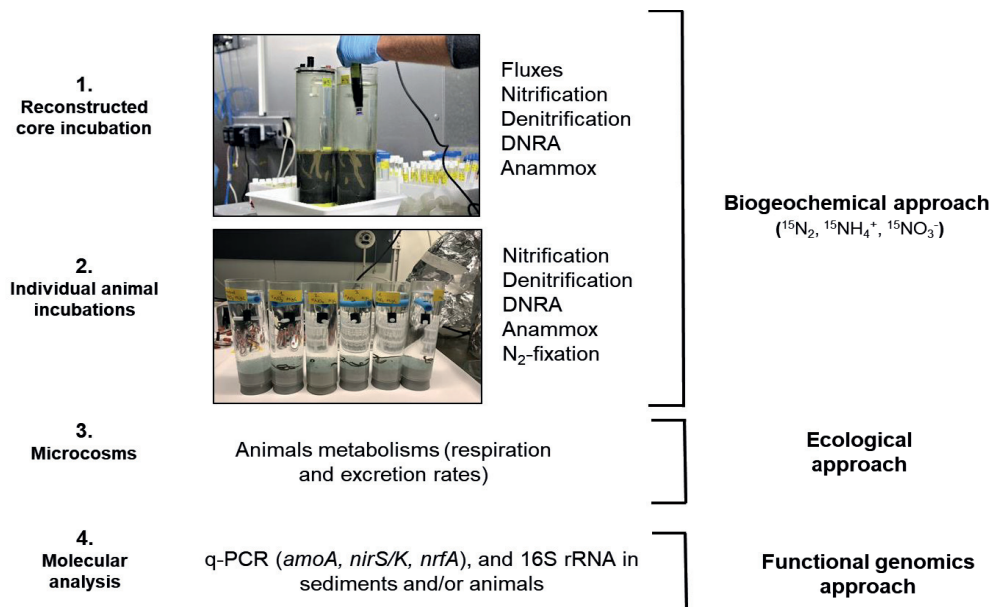 1.
Reconstructed
core incubation
Fluxes
Nitrification
Denitrification
DNRA
Anammox
2.
Individual animal
incubations
Nitrification
Denitrification
DNRA
Anammox
N₂-fixation
Biogeochemical approach
(¹⁵N₂, ¹⁵NH₄⁺, ¹⁵NO₃⁻)
3.
Microcosms
Animals metabolisms (respiration
and excretion rates)
Ecological
approach
4.
Molecular
analysis
q-PCR (amoA, nirS/K, nrfA), and 16S rRNA in
sediments and/or animals
Functional genomics
approach